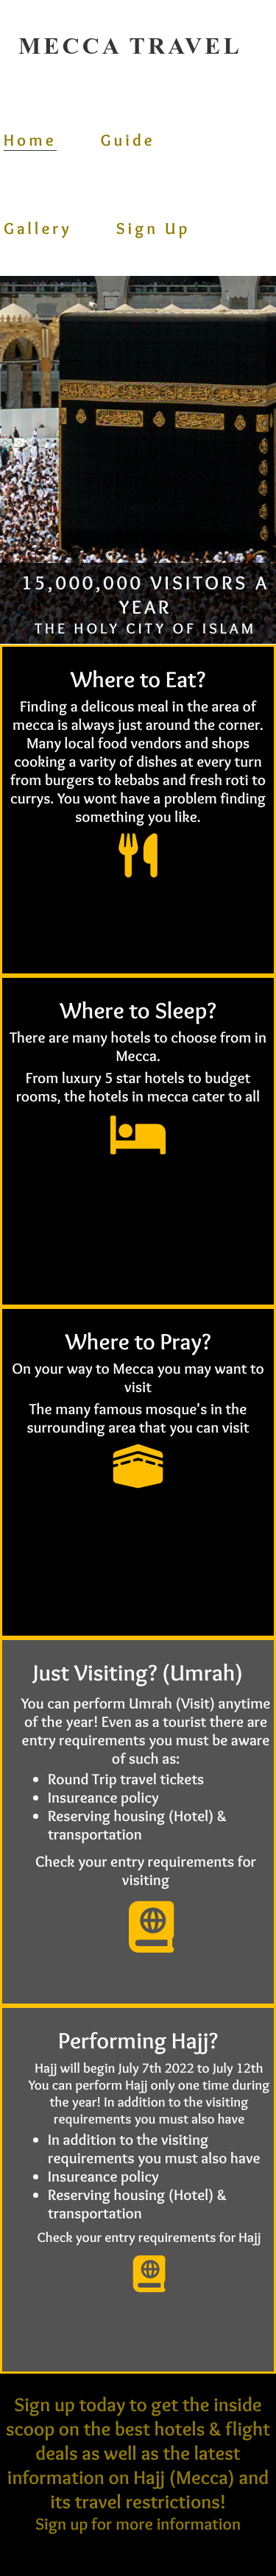 MECCA TRAVEL
Home Guide
Gallery Sign Up
15,000,000 VISITORS A
YEAR
THE HOLY CITY OF ISLAM
Where to Eat?
Finding a delicous meal in the area of
mecca is always just around the corner.
Many local food vendors and shops
cooking a varity of dishes at every turn
from burgers to kebabs and fresh roti to
currys. You wont have a problem finding
something you like.
Where to Sleep?
There are many hotels to choose from in
Mecca.
From luxury 5 star hotels to budget
rooms, the hotels in mecca cater to all
Where to Pray?
On your way to Mecca you may want to
visit
The many famous mosque's in the
surrounding area that you can visit
Just Visiting? (Umrah)
You can perform Umrah (Visit) anytime
of the year! Even as a tourist there are
entry requirements you must be aware
of such as:
• Round Trip travel tickets
• Insureance policy
• Reserving housing (Hotel) &
transportation
Check your entry requirements for
visiting
Performing Hajj?
Hajj will begin July 7th 2022 to July 12th
You can perform Hajj only one time during
the year! In addition to the visiting
requirements you must also have
• In addition to the visiting
requirements you must also have
• Insureance policy
• Reserving housing (Hotel) &
transportation
Check your entry requirements for Hajj
Sign up today to get the inside
scoop on the best hotels & flight
deals as well as the latest
information on Hajj (Mecca) and
its travel restrictions!
Sign up for more information